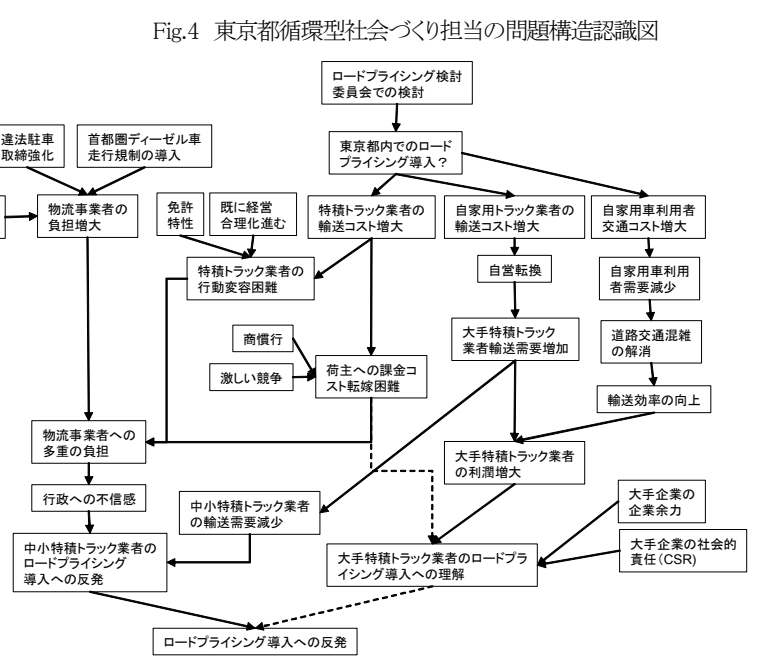 Fig.4 東京都循環型社会づくり担当の問題構造認識図
ロードプライシング検討
委員会での検討
違法駐車
取締強化
首都圏ディーゼル車
走行規制の導入
東京都内でのロード
プライシング導入？
物流事業者の
負担増大
免許
特性
既に経営
合理化進む
特積トラック業者の
輸送コスト増大
自家用トラック業者の
輸送コスト増大
自家用車利用者
交通コスト増大
特積トラック業者の
行動変容困難
自営転換
自家用車利用
者需要減少
商慣行
激しい競争
荷主への課金コ
スト転嫁困難
大手特積トラック
業者輸送需要増加
道路交通混雑
の解消
輸送効率の向上
物流事業者への
多重の負担
大手特積トラック業者
の利潤増大
行政への不信感
中小特積トラック業者
の輸送需要減少
大手企業の
企業余力
中小特積トラック業者の
ロードプライシング
導入への反発
大手特積トラック業者のロードプラ
イシング導入への理解
大手企業の社会的
責任（CSR)
ロードプライシング導入への反発